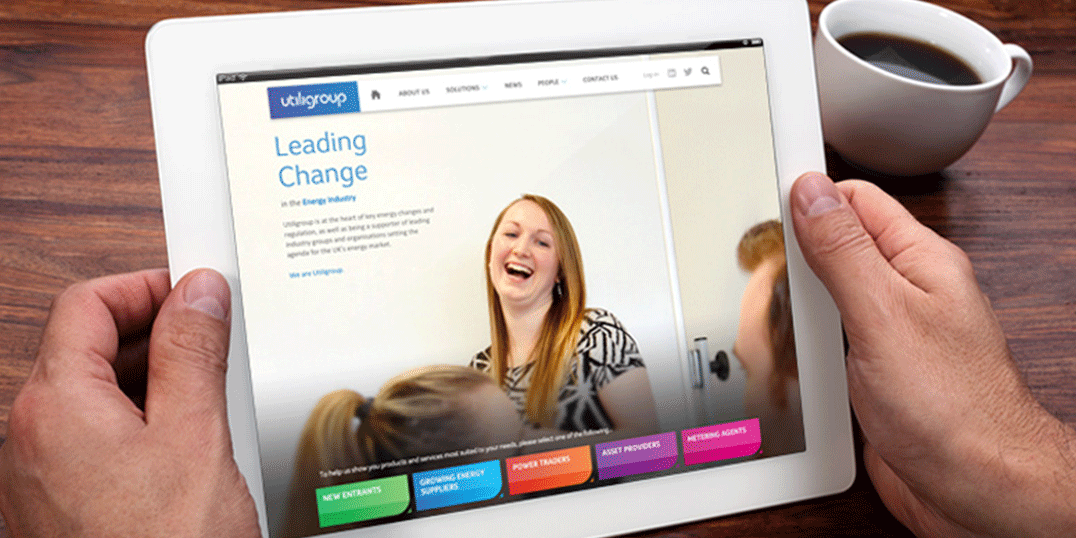 iPad
utiligroup
ABOUT US
SOLUTIONS
NEWS
PEOPLE
CONTACT US
Log in
Leading
Change
in the Energy Industry
Utiligroup is at the heart of key energy changes and
regulation, as well as being a supporter of leading
industry groups and organisations setting the
agenda for the UK's energy market.
We are Utiligroup
To help us show you products and services most suited to your needs, please select one of the following...
NEW ENTRANTS
GROWING ENERGY
SUPPLIERS
POWER TRADERS
ASSET PROVIDERS
METERING AGENTS